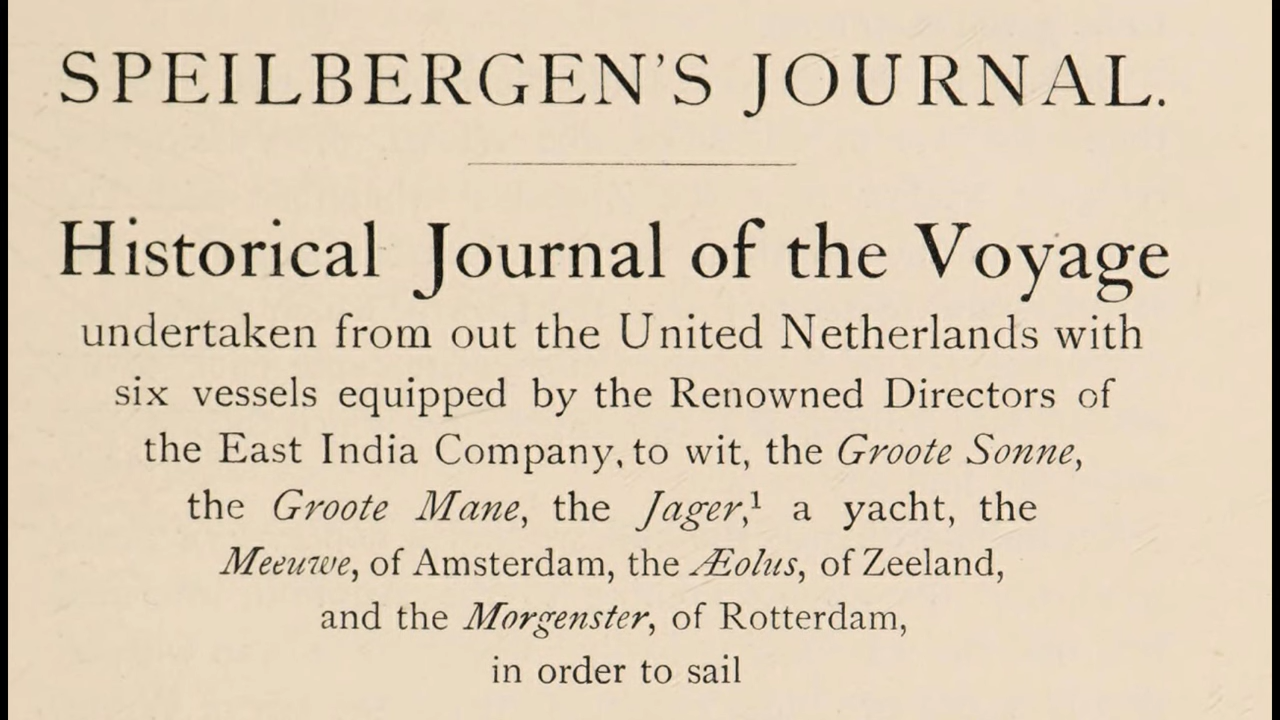 SPEILBERGEN'S JOURNAL.
Historical Journal of the Voyage
undertaken from out the United Netherlands with
six vessels equipped by the Renowned Directors of
the East India Company, to wit, the Groote Sonne,
the Groote Mane, the Jager,¹ a yacht, the
Meeuwe, of Amsterdam, the Æolus, of Zeeland,
and the Morgenster, of Rotterdam,
in order to sail